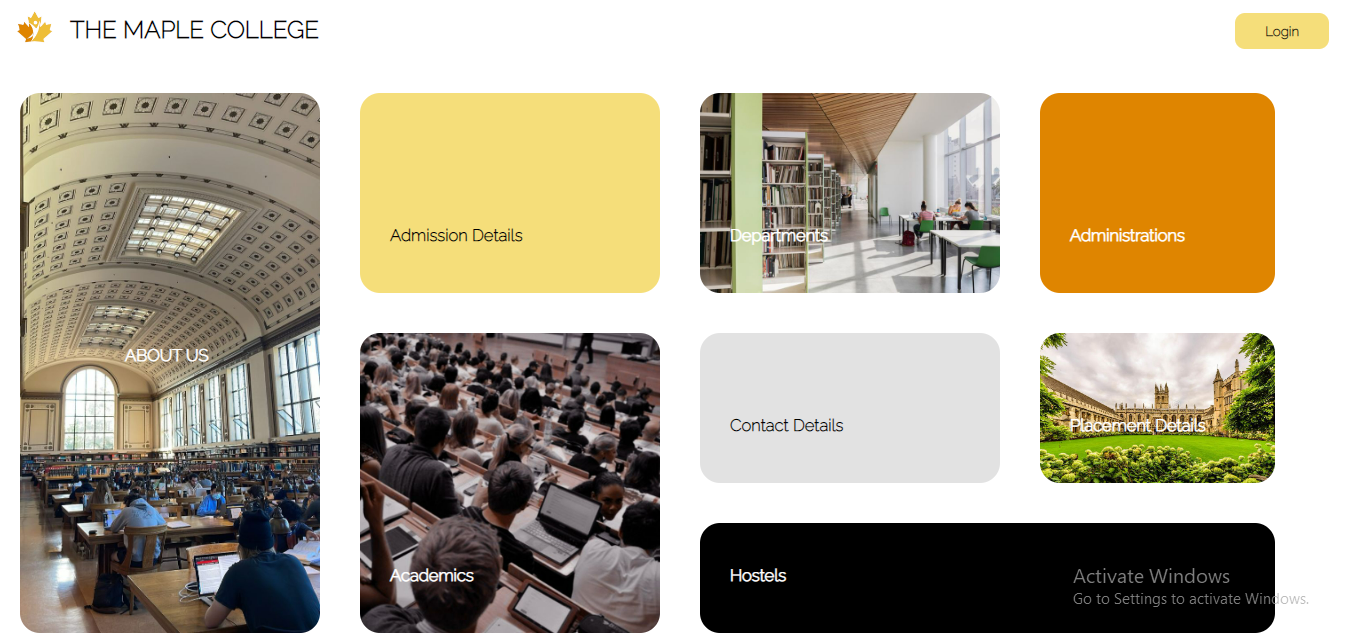 THE MAPLE COLLEGE
Login
Admission Details
Departments
Administrations
ABOUT US
Contact Details
Placement Details
Academics
Hostels
Activate Windows
Go to Settings to activate Windows.